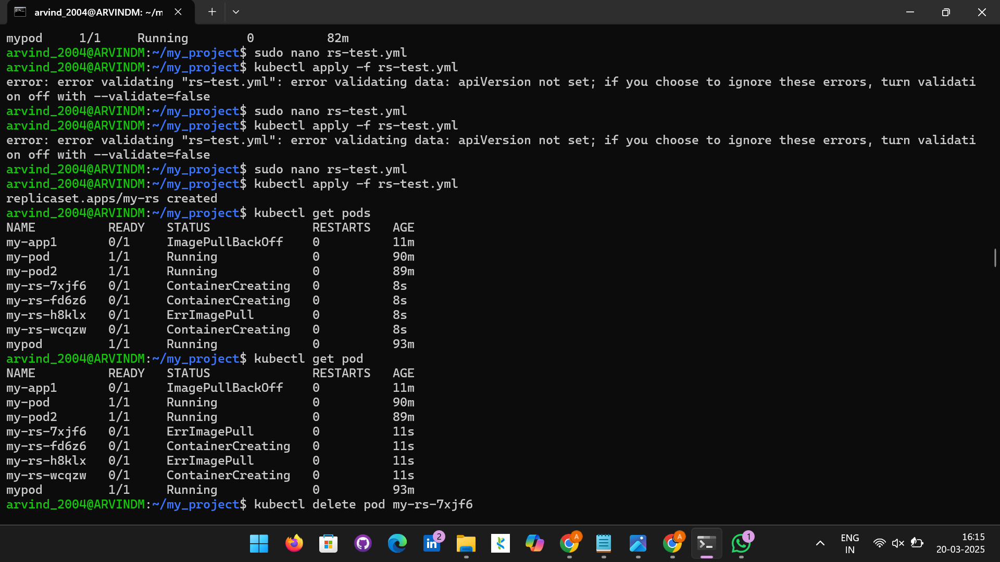 arvind_2004@ARVINDM: ~/m
mypod     1/1     Running        0          82m
arvind_2004@ARVINDM:~/my_project$ sudo nano rs-test.yml
arvind_2004@ARVINDM:~/my_project$ kubectl apply -f rs-test.yml
error: error validating "rs-test.yml": error validating data: apiVersion not set; if you choose to ignore these errors, turn validati
on off with --validate=false
arvind_2004@ARVINDM:~/my_project$ sudo nano rs-test.yml
arvind_2004@ARVINDM:~/my_project$ kubectl apply -f rs-test.yml
error: error validating "rs-test.yml": error validating data: apiVersion not set; if you choose to ignore these errors, turn validati
on off with --validate=false
arvind_2004@ARVINDM:~/my_project$ sudo nano rs-test.yml
arvind_2004@ARVINDM:~/my_project$ kubectl apply -f rs-test.yml
replicaset.apps/my-rs created
arvind_2004@ARVINDM:~/my_project$ kubectl get pods
NAME          READY   STATUS              RESTARTS   AGE
my-app1       0/1     ImagePullBackOff    0          11m
my-pod        1/1     Running             0          90m
my-pod2       1/1     Running             0          89m
my-rs-7xjf6   0/1     ContainerCreating   0          8s
my-rs-fd6z6   0/1     ContainerCreating   0          8s
my-rs-h8klx   0/1     ErrImagePull        0          8s
my-rs-wcqzw   0/1     ContainerCreating   0          8s
mypod         1/1     Running             0          93m
arvind_2004@ARVINDM:~/my_project$ kubectl get pod
NAME          READY   STATUS              RESTARTS   AGE
my-app1       0/1     ImagePullBackOff    0          11m
my-pod        1/1     Running             0          90m
my-pod2       1/1     Running             0          89m
my-rs-7xjf6   0/1     ErrImagePull        0          11s
my-rs-fd6z6   0/1     ContainerCreating   0          11s
my-rs-h8klx   0/1     ErrImagePull        0          11s
my-rs-wcqzw   0/1     ContainerCreating   0          11s
mypod         1/1     Running             0          93m
arvind_2004@ARVINDM:~/my_project$ kubectl delete pod my-rs-7xjf6
in 2 A A 1
ENG 16:15
IN 20-03-2025